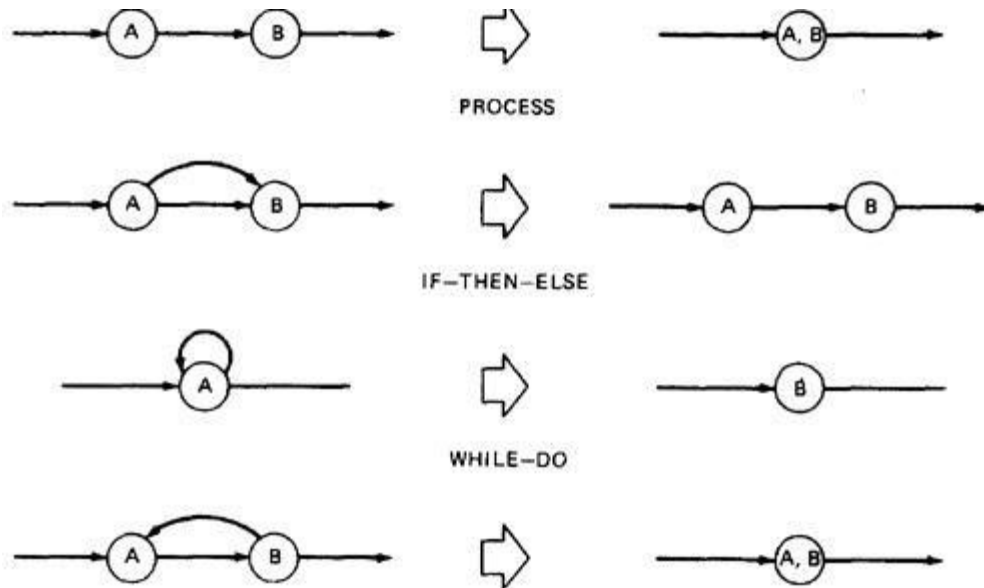 A B A, B
PROCESS
A B A B
IF–THEN–ELSE
A B
WHILE–DO
A B A, B